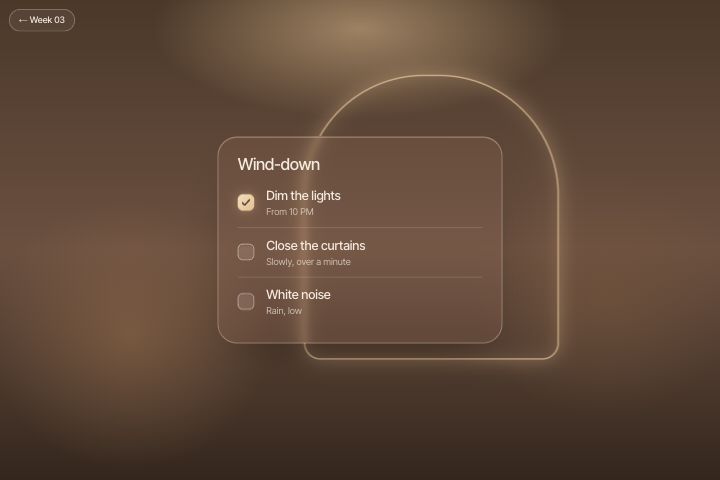 ← Week 03
Wind-down
Dim the lights
From 10 PM
Close the curtains
Slowly, over a minute
White noise
Rain, low